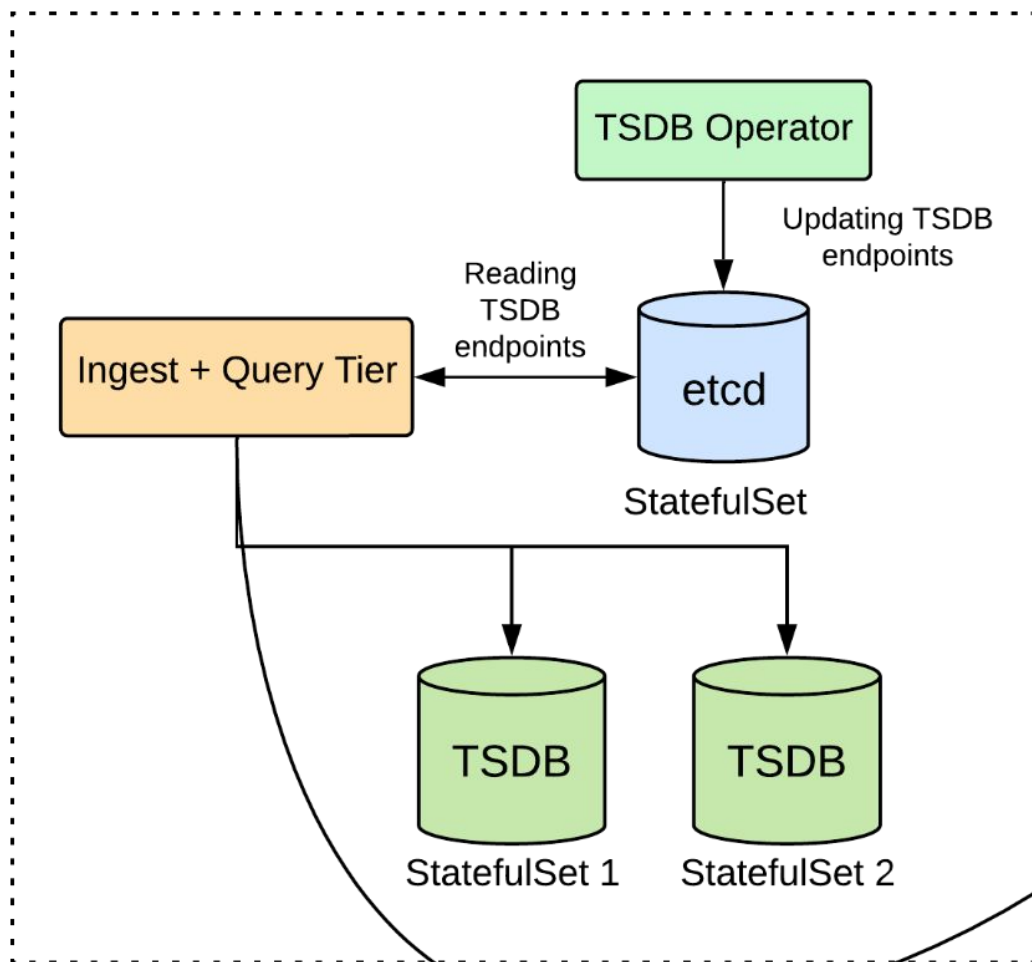 TSDB Operator
Updating TSDB
endpoints
Reading
TSDB
endpoints
Ingest + Query Tier
etcd
StatefulSet
TSDB
TSDB
StatefulSet 1
StatefulSet 2